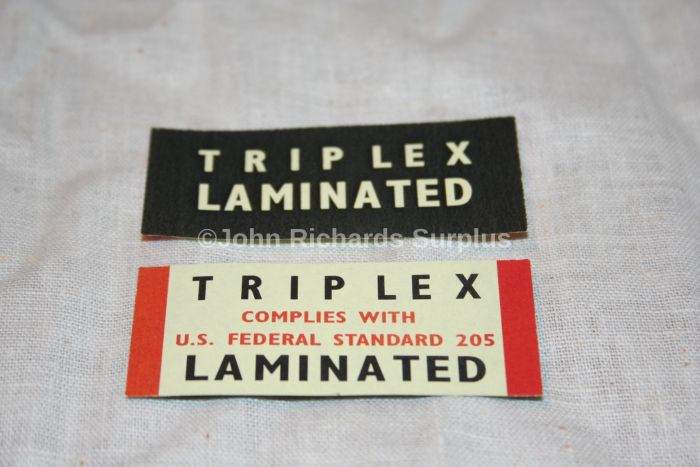 TRIPLEX
LAMINATED
©John Richards Surplus
TRIPLEX
COMPLIES WITH
U.S. FEDERAL STANDARD 205
LAMINATED